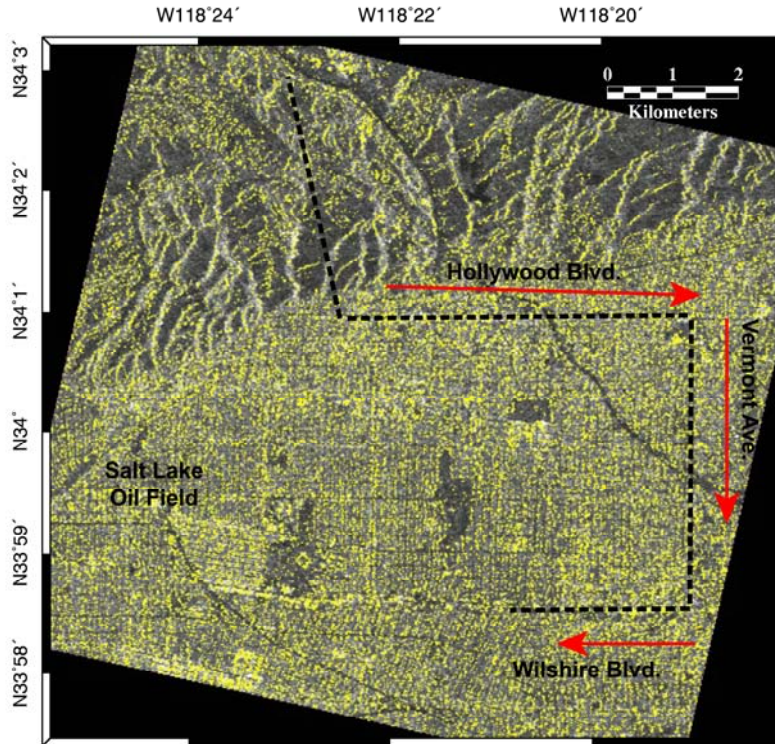 W118°24′ W118°22′ W118°20′
N34°3′
0 1 2
Kilometers
N34°2′
Hollywood Blvd.
N34°1′
Vermont Ave.
N34°
Salt Lake
Oil Field
N33°59′
N33°58′
Wilshire Blvd.